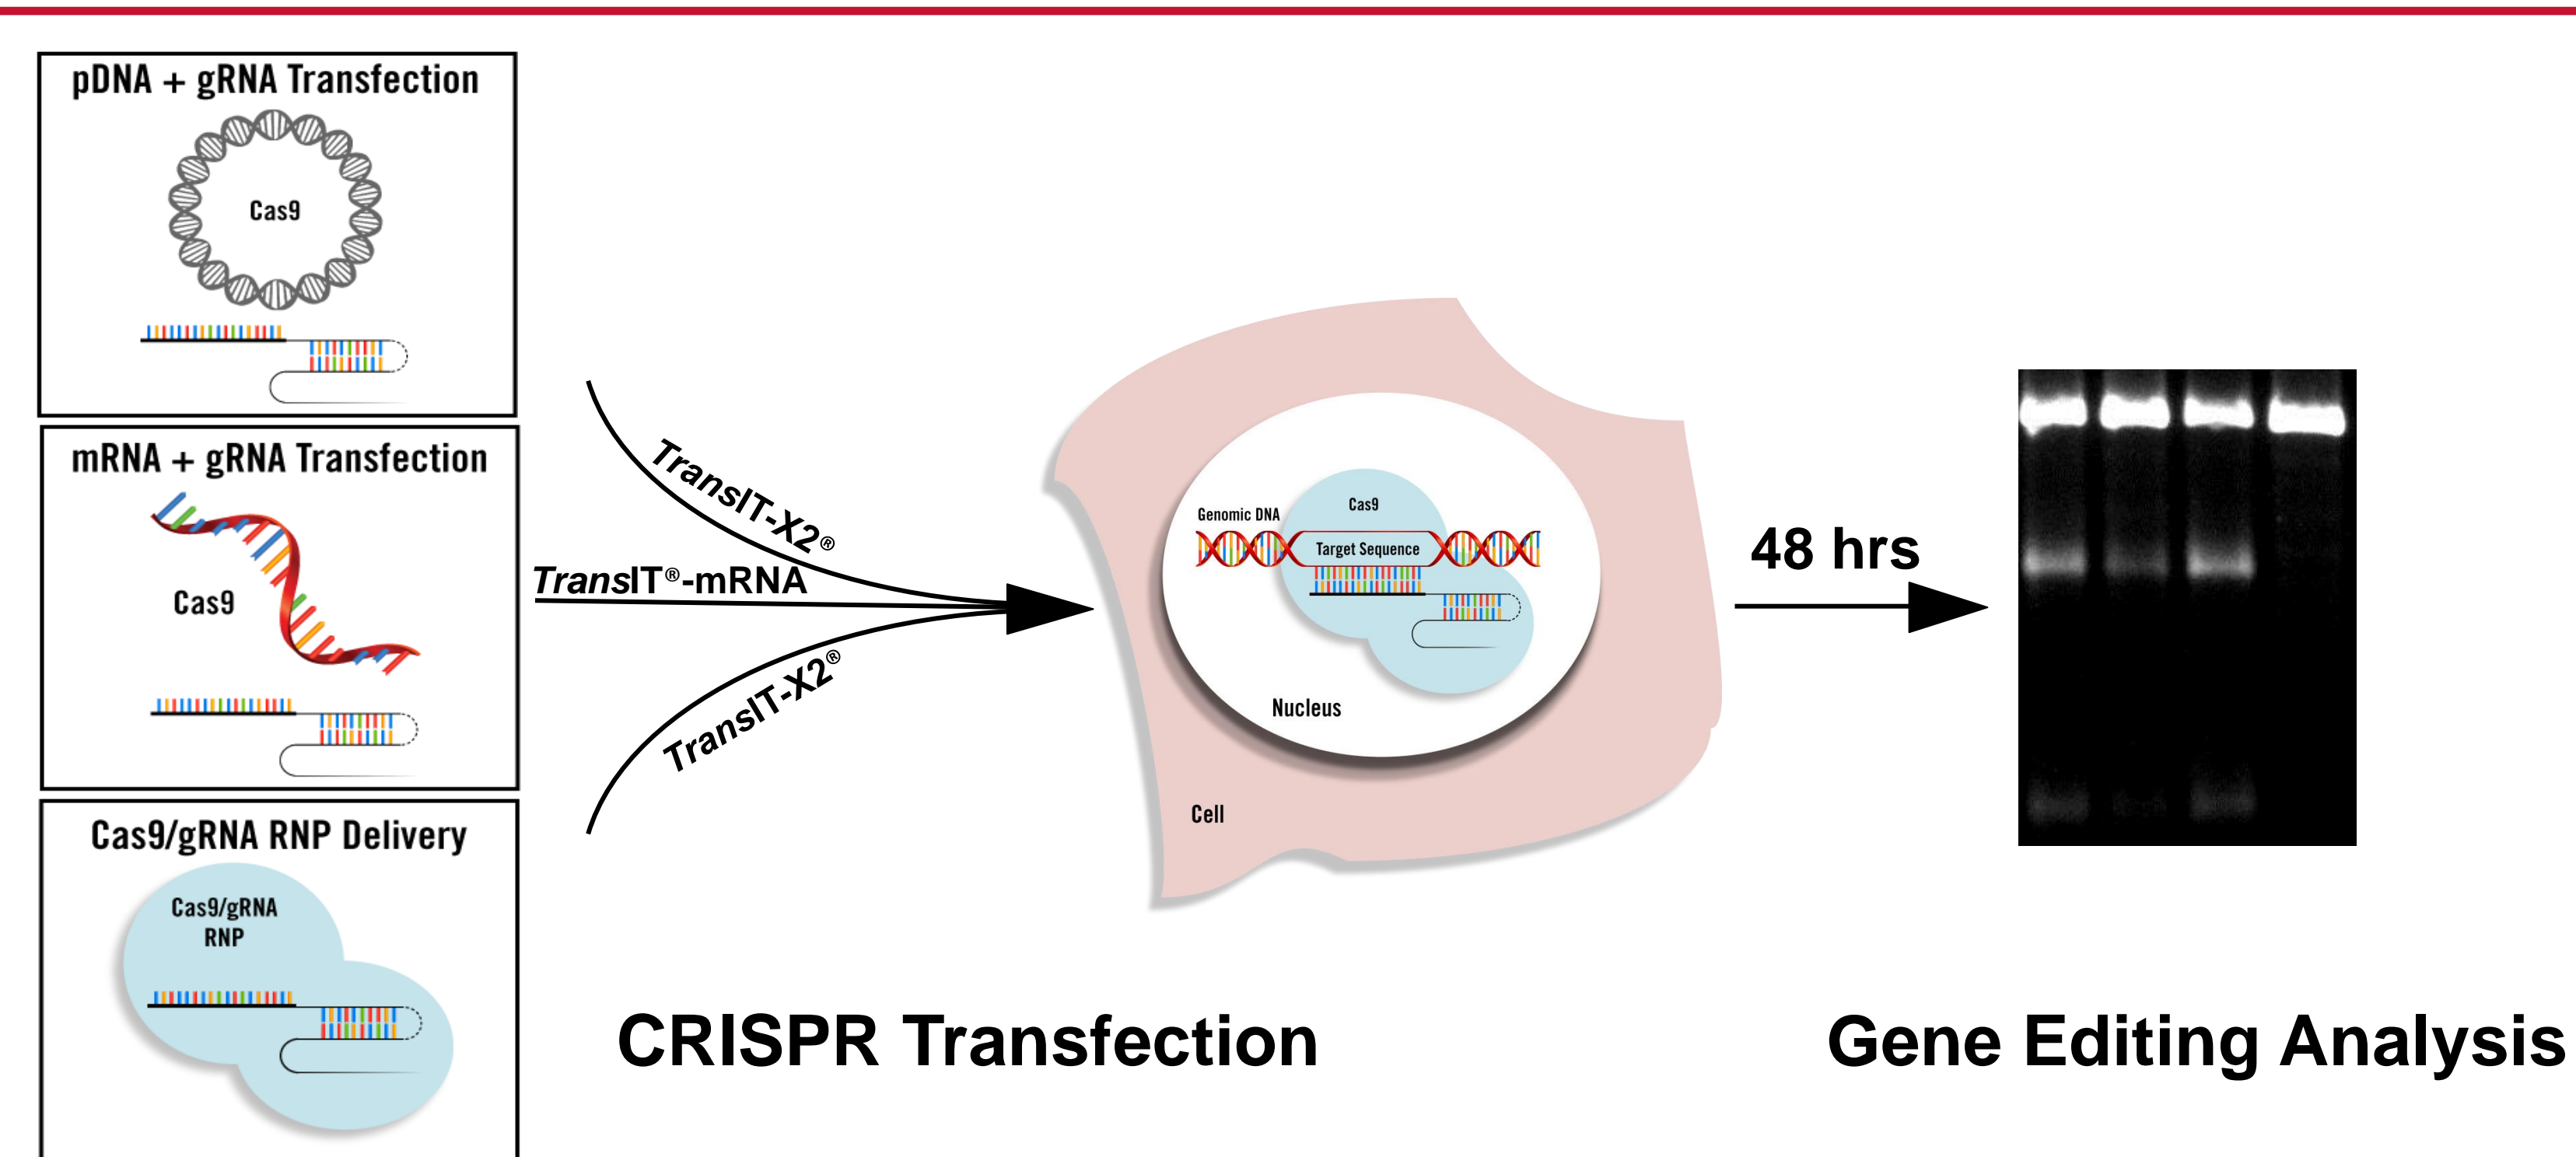 pDNA + gRNA Transfection
Cas9
mRNA + gRNA Transfection
Cas9
Cas9/gRNA RNP Delivery
Cas9/gRNA
RNP
TransIT-X2®
TransIT®-mRNA
TransIT-X2®
Genomic DNA
Cas9
Target Sequence
Nucleus
Cell
48 hrs
CRISPR Transfection
Gene Editing Analysis